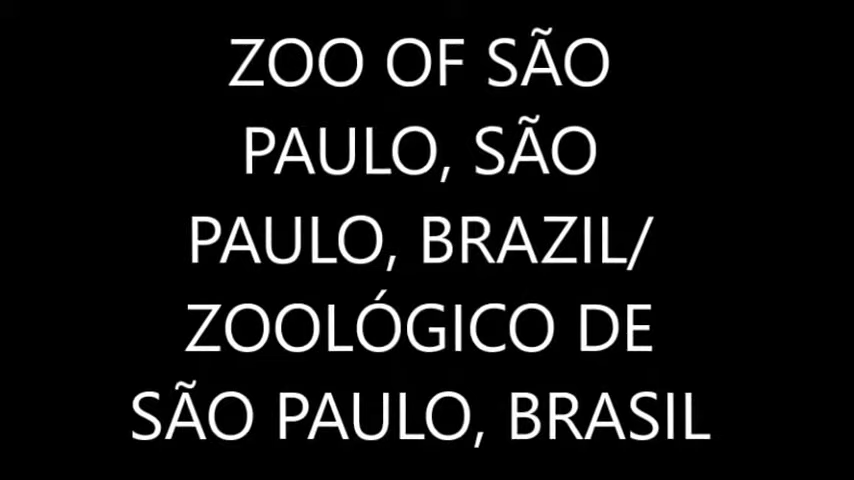 ZOO OF SÃO
PAULO, SÃO
PAULO, BRAZIL/
ZOOLÓGICO DE
SÃO PAULO, BRASIL